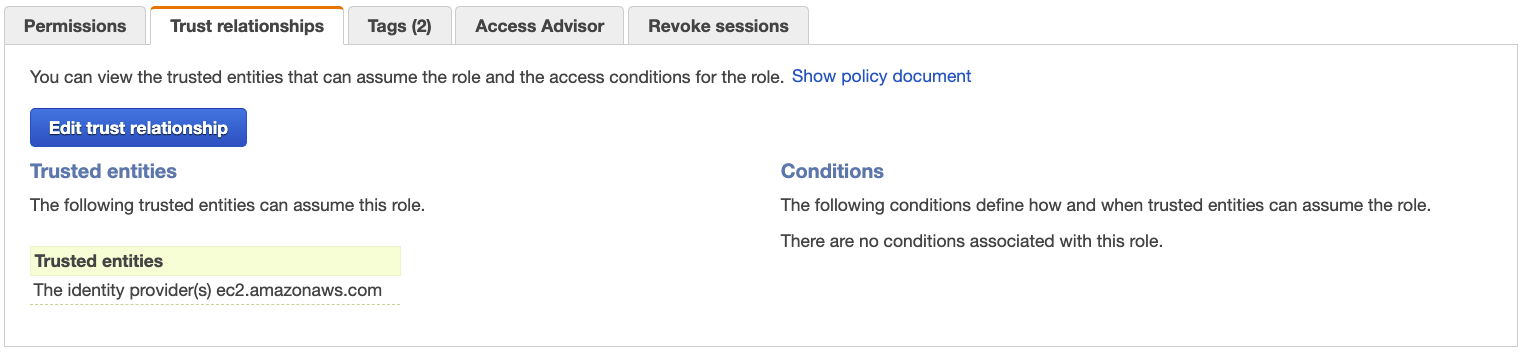 Permissions
Trust relationships
Tags (2)
Access Advisor
Revoke sessions
You can view the trusted entities that can assume the role and the access conditions for the role. Show policy document
Edit trust relationship
Trusted entities
The following trusted entities can assume this role.
Trusted entities
The identity provider(s) ec2.amazonaws.com
Conditions
The following conditions define how and when trusted entities can assume the role.
There are no conditions associated with this role.